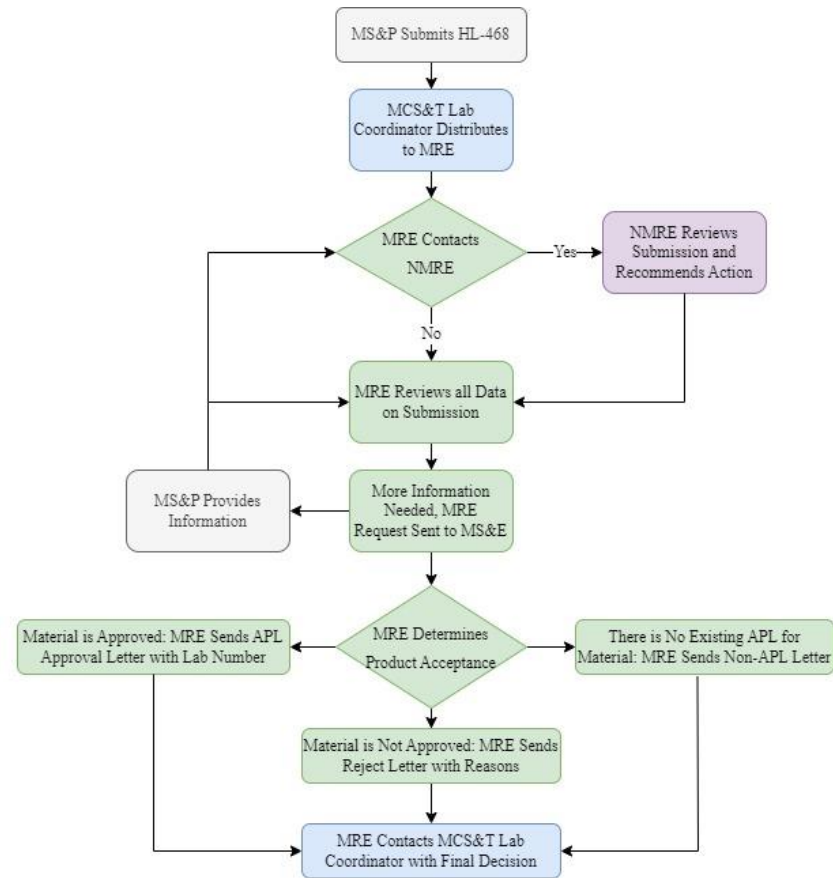 MS&P Submits HL-468
MCS&T Lab
Coordinator Distributes
to MRE
MRE Contacts
NMRE
Yes
NMRE Reviews
Submission and
Recommends Action
No
MRE Reviews all Data
on Submission
MS&P Provides
Information
More Information
Needed, MRE
Request Sent to MS&E
Material is Approved: MRE Sends APL
Approval Letter with Lab Number
MRE Determines
Product Acceptance
There is No Existing APL for
Material: MRE Sends Non-APL Letter
Material is Not Approved: MRE Sends
Reject Letter with Reasons
MRE Contacts MCS&T Lab
Coordinator with Final Decision